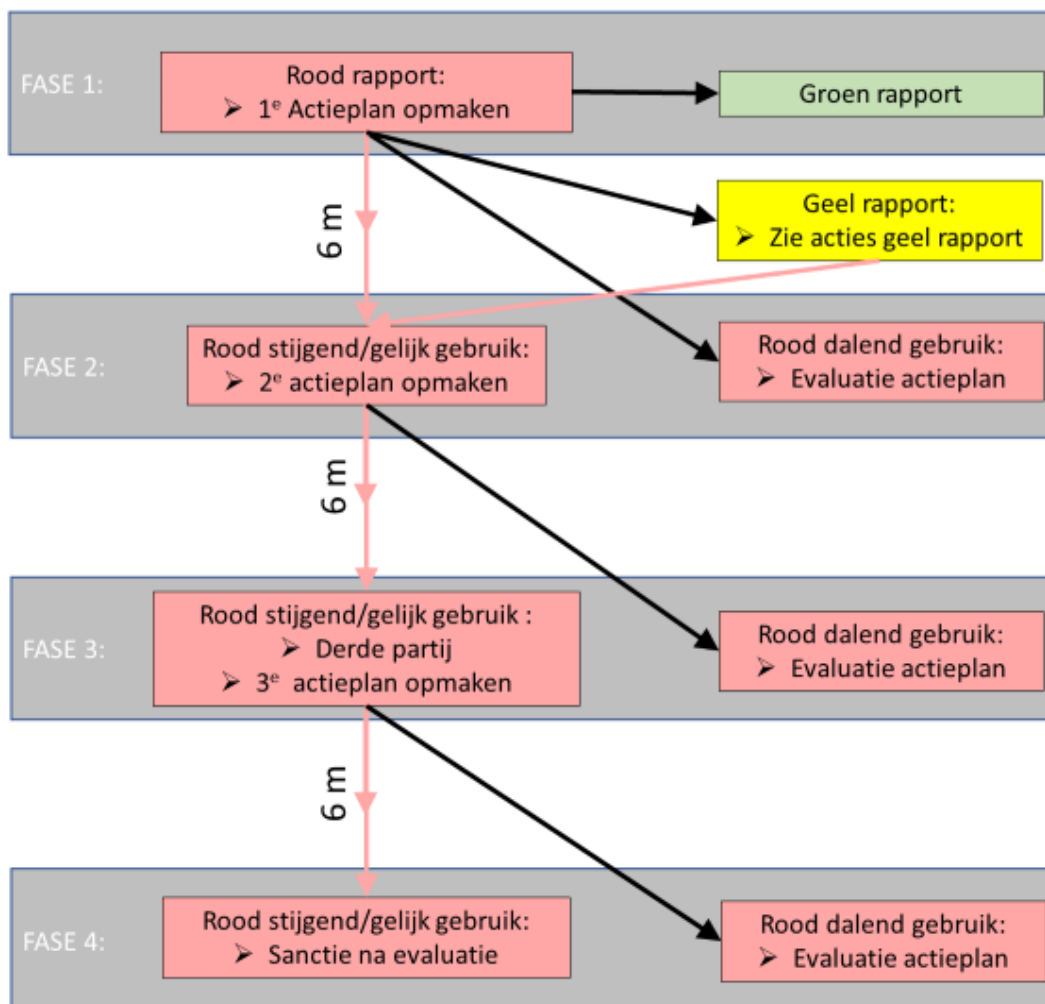 FASE 1:
Rood rapport:
➢ 1e Actieplan opmaken
Groen rapport
6 m
Geel rapport:
➢ Zie acties geel rapport
FASE 2:
Rood stijgend/gelijk gebruik:
➢ 2e actieplan opmaken
Rood dalend gebruik:
➢ Evaluatie actieplan
6 m
FASE 3:
Rood stijgend/gelijk gebruik :
➢ Derde partij
➢ 3e actieplan opmaken
Rood dalend gebruik:
➢ Evaluatie actieplan
6 m
FASE 4:
Rood stijgend/gelijk gebruik:
➢ Sanctie na evaluatie
Rood dalend gebruik:
➢ Evaluatie actieplan